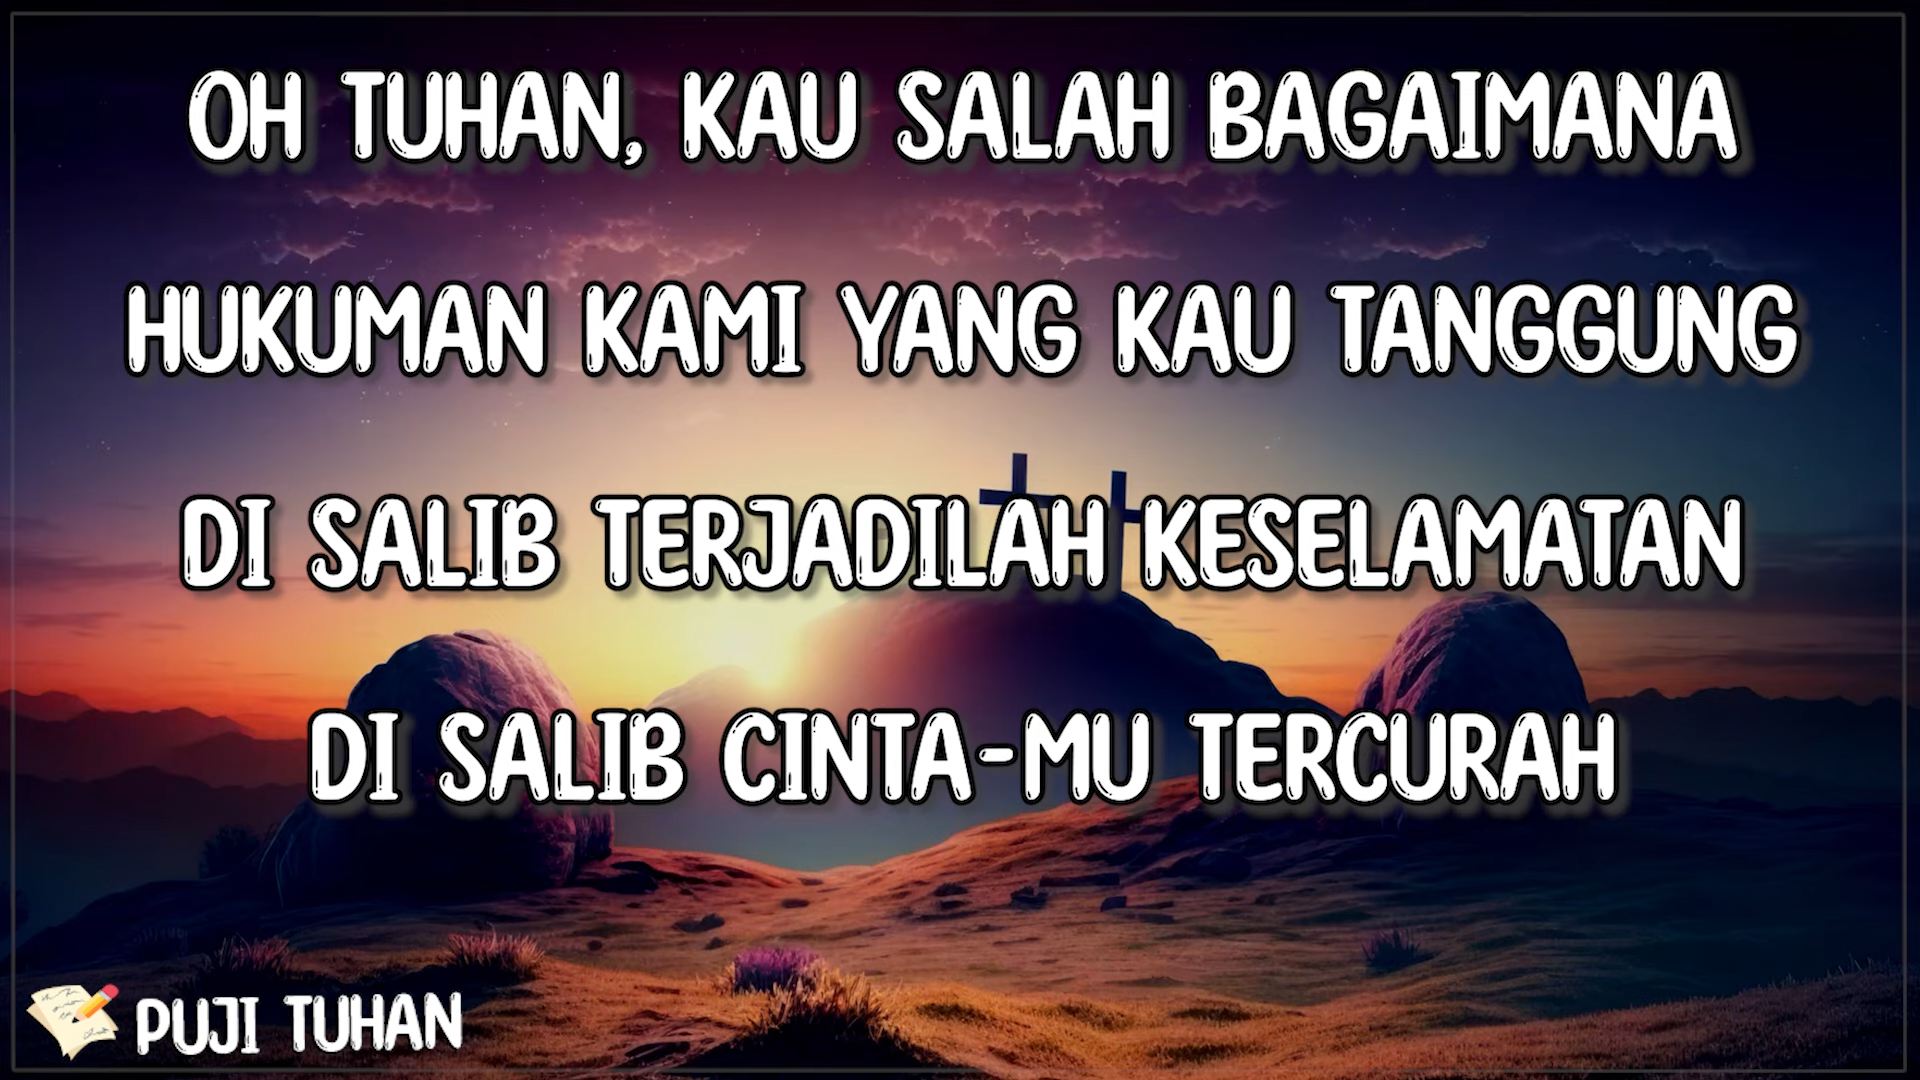 OH TUHAN, KAU SALAH BAGAIMANA
HUKUMAN KAMI YANG KAU TANGGUNG
DI SALIB TERJADILAH KESELAMATAN
DI SALIB CINTA-MU TERCURAH
PUJI TUHAN